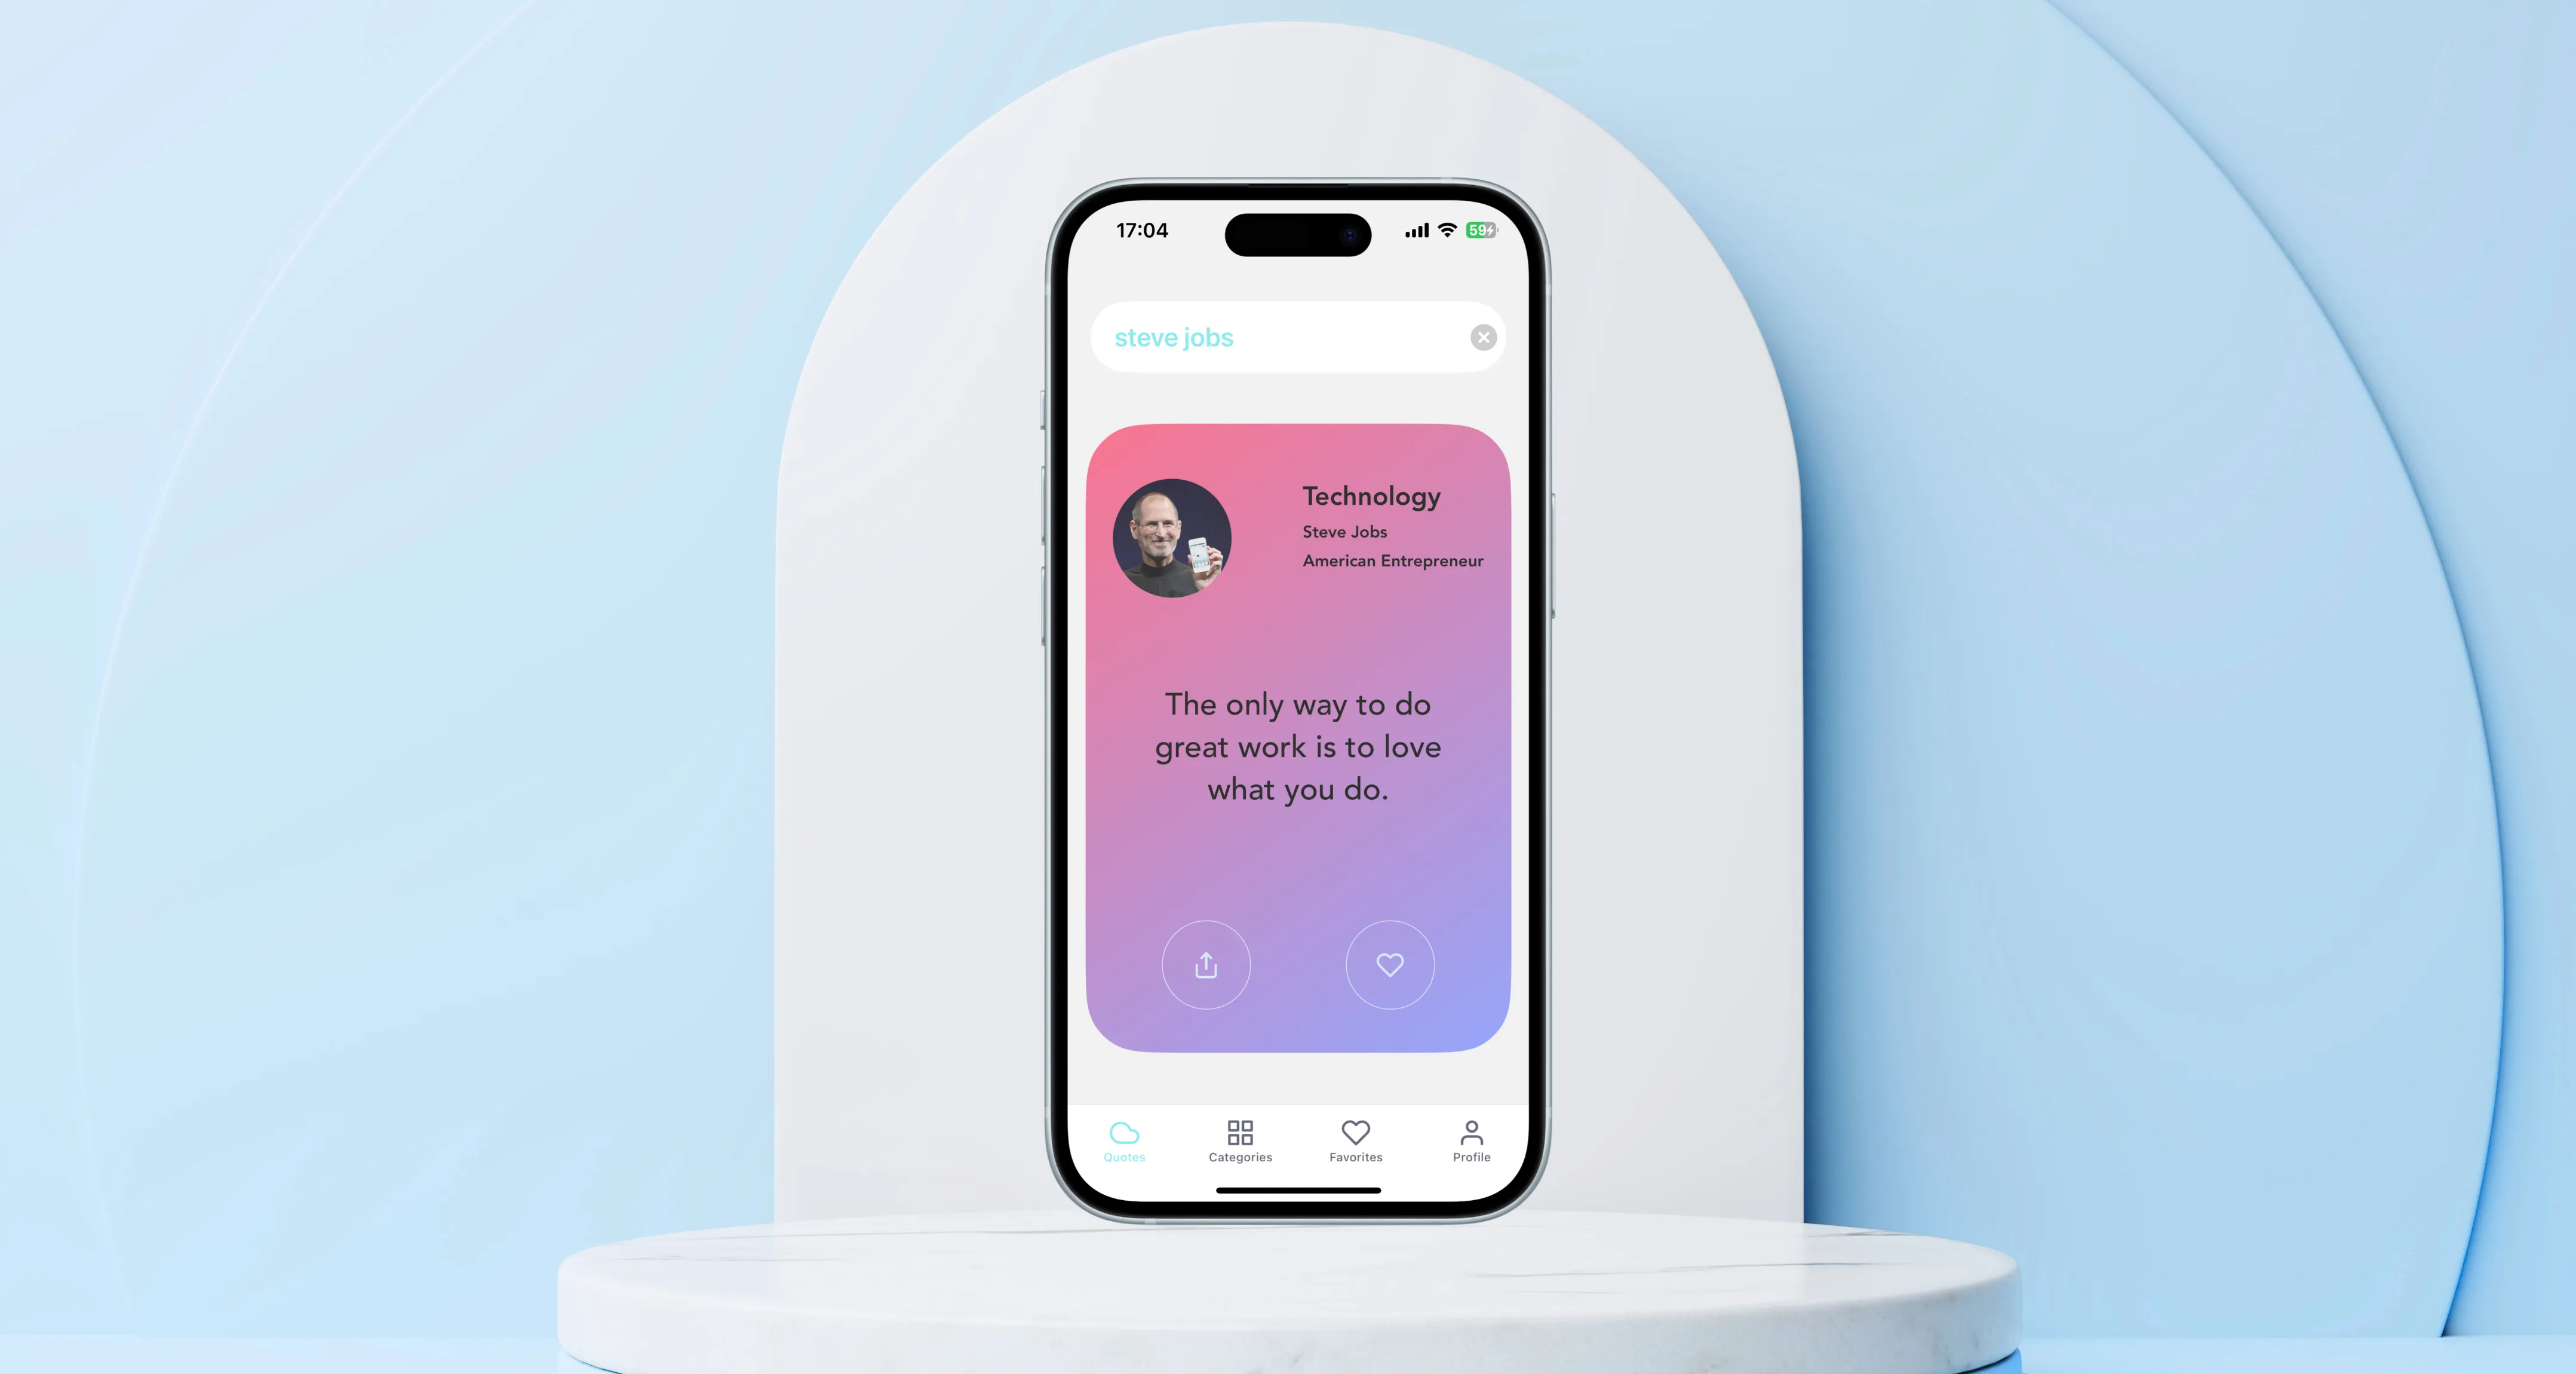 17:04
59
steve jobs
Technology
Steve Jobs
American Entrepreneur
The only way to do
great work is to love
what you do.
Quotes
Categories
Favorites
Profile